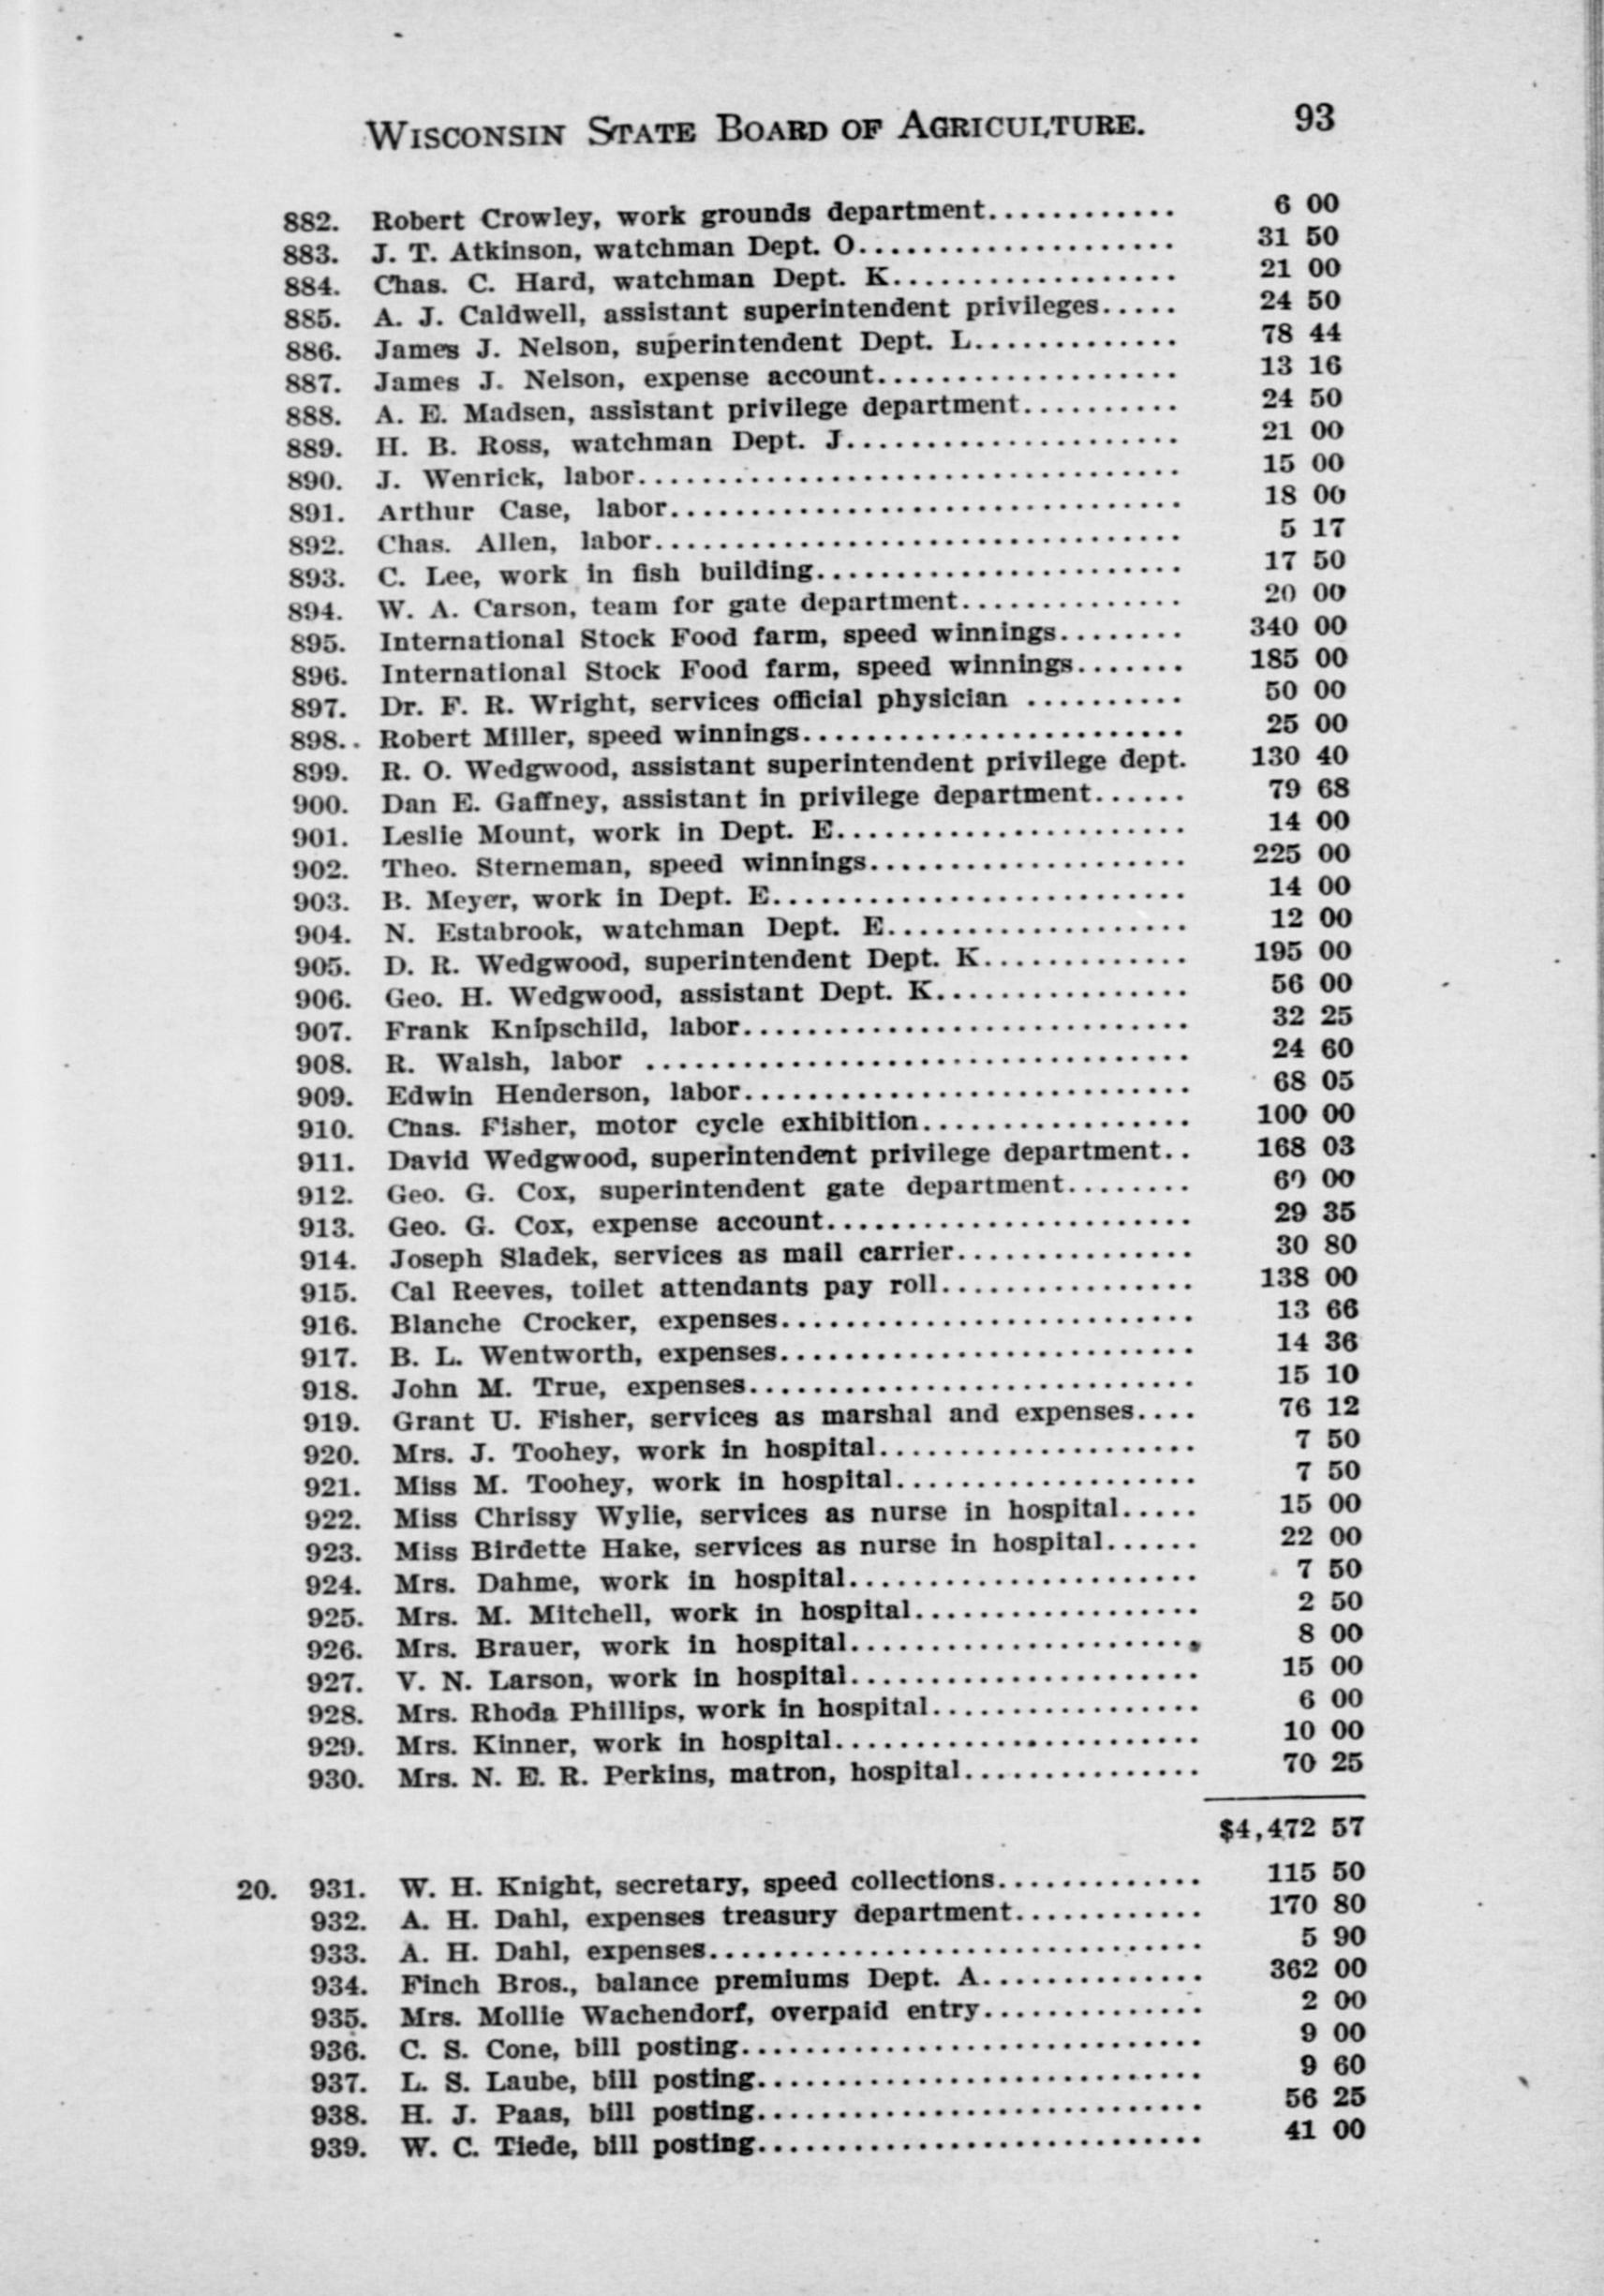 WISCONSIN STATE BOARD OF AGRICULTURE. 93
882. Robert Crowley, work grounds department............ 6 00
883. J. T. Atkinson, watchman Dept. O.................... 31 50
884. Chas. C. Hard, watchman Dept. K.................. 21 00
885. A. J. Caldwell, assistant superintendent privileges..... 24 50
886. James J. Nelson, superintendent Dept. L............. 78 44
887. James J. Nelson, expense account................... 13 16
888. A. E. Madsen, assistant privilege department.......... 24 50
889. H. B. Ross, watchman Dept. J..................... 21 00
890. J. Wenrick, labor.................................. 15 00
891. Arthur Case, labor................................ 18 00
892. Chas. Allen, labor................................. 5 17
893. C. Lee, work in fish building....................... 17 50
894. W. A. Carson, team for gate department.............. 20 00
895. International Stock Food farm, speed winnings........ 340 00
896. International Stock Food farm, speed winnings....... 185 00
897. Dr. F. R. Wright, services official physician .......... 50 00
898.. Robert Miller, speed winnings........................ 25 00
899. R. O. Wedgwood, assistant superintendent privilege dept. 130 40
900. Dan E. Gaffney, assistant in privilege department...... 79 68
901. Leslie Mount, work in Dept. E...................... 14 00
902. Theo. Sterneman, speed winnings.................... 225 00
903. B. Meyer, work in Dept. E.......................... 14 00
904. N. Estabrook, watchman Dept. E................... 12 00
905. D. R. Wedgwood, superintendent Dept. K............. 195 00
906. Geo. H. Wedgwood, assistant Dept. K................ 56 00
907. Frank Knipschild, labor............................ 32 25
908. R. Walsh, labor .................................. 24 60
909. Edwin Henderson, labor............................ 68 05
910. Chas. Fisher, motor cycle exhibition................. 100 00
911. David Wedgwood, superintendent privilege department.. 168 03
912. Geo. G. Cox, superintendent gate department........ 60 00
913. Geo. G. Cox, expense account....................... 29 35
914. Joseph Sladek, services as mail carrier............... 30 80
915. Cal Reeves, toilet attendants pay roll................ 138 00
916. Blanche Crocker, expenses.......................... 13 66
917. B. L. Wentworth, expenses.......................... 14 36
918. John M. True, expenses............................ 15 10
919. Grant U. Fisher, services as marshal and expenses.... 76 12
920. Mrs. J. Toohey, work in hospital.................... 7 50
921. Miss M. Toohey, work in hospital................... 7 50
922. Miss Chrissy Wylie, services as nurse in hospital..... 15 00
923. Miss Birdette Hake, services as nurse in hospital...... 22 00
924. Mrs. Dahme, work in hospital...................... 7 50
925. Mrs. M. Mitchell, work in hospital.................. 2 50
926. Mrs. Brauer, work in hospital...................... 8 00
927. V. N. Larson, work in hospital...................... 15 00
928. Mrs. Rhoda Phillips, work in hospital................. 6 00
929. Mrs. Kinner, work in hospital....................... 10 00
930. Mrs. N. E. R. Perkins, matron, hospital............... 70 25
$4,472 57
20. 931. W. H. Knight, secretary, speed collections............. 115 50
932. A. H. Dahl, expenses treasury department............ 170 80
933. A. H. Dahl, expenses............................... 5 90
934. Finch Bros., balance premiums Dept. A.............. 362 00
935. Mrs. Mollie Wachendorf, overpaid entry.............. 2 00
936. C. S. Cone, bill posting............................. 9 00
937. L. S. Laube, bill posting............................ 9 60
938. H. J. Paas, bill posting............................ 56 25
939. W. C. Tiede, bill posting............................ 41 00